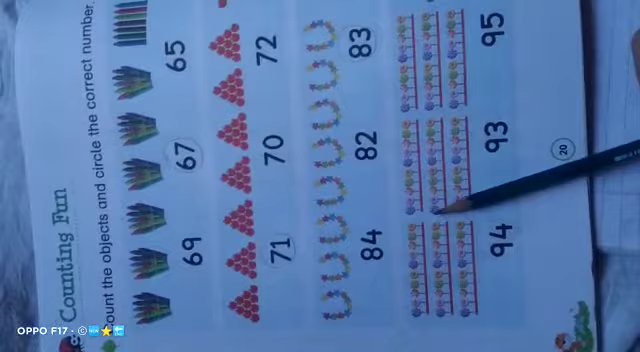 Counting Fun
ount the objects and circle the correct number.
69 67 65
71 70 72
84 82 83
94 93 95
20
OPPO F17 · ©